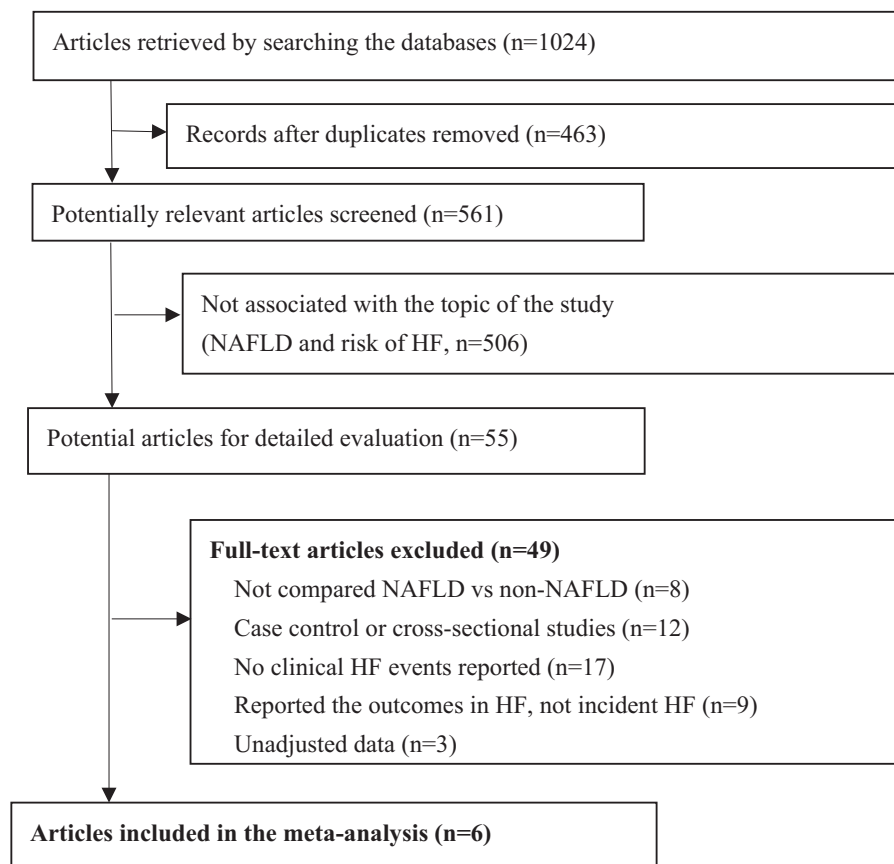 Articles retrieved by searching the databases (n=1024)
Records after duplicates removed (n=463)
Potentially relevant articles screened (n=561)
Not associated with the topic of the study
(NAFLD and risk of HF, n=506)
Potential articles for detailed evaluation (n=55)
Full-text articles excluded (n=49)
Not compared NAFLD vs non-NAFLD (n=8)
Case control or cross-sectional studies (n=12)
No clinical HF events reported (n=17)
Reported the outcomes in HF, not incident HF (n=9)
Unadjusted data (n=3)
Articles included in the meta-analysis (n=6)